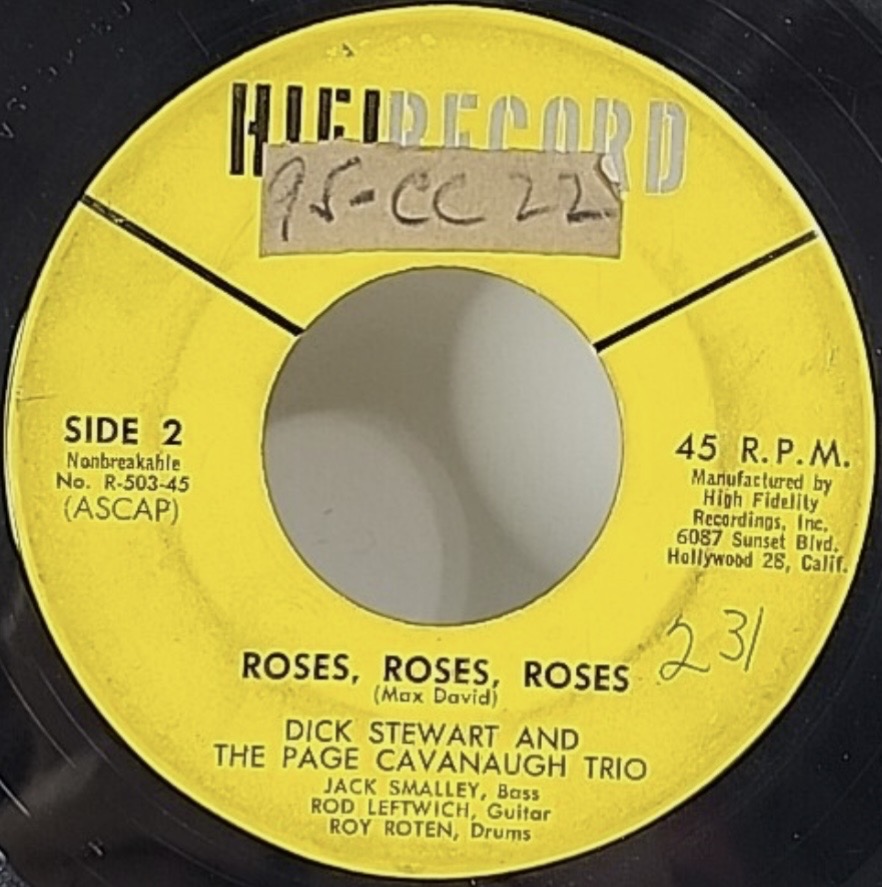 HIFIRECORD
95-CC 22
SIDE 2
Nonbreakable
No. R-503-45
(ASCAP)
45 R.P.M.
Manufactured by
High Fidelity
Recordings, Inc.
6087 Sunset Blvd.
Hollywood 28, Calif.
231
ROSES, ROSES, ROSES
(Max David)
DICK STEWART AND
THE PAGE CAVANAUGH TRIO
JACK SMALLEY, Bass
ROD LEFTWICH, Guitar
ROY ROTEN, Drums